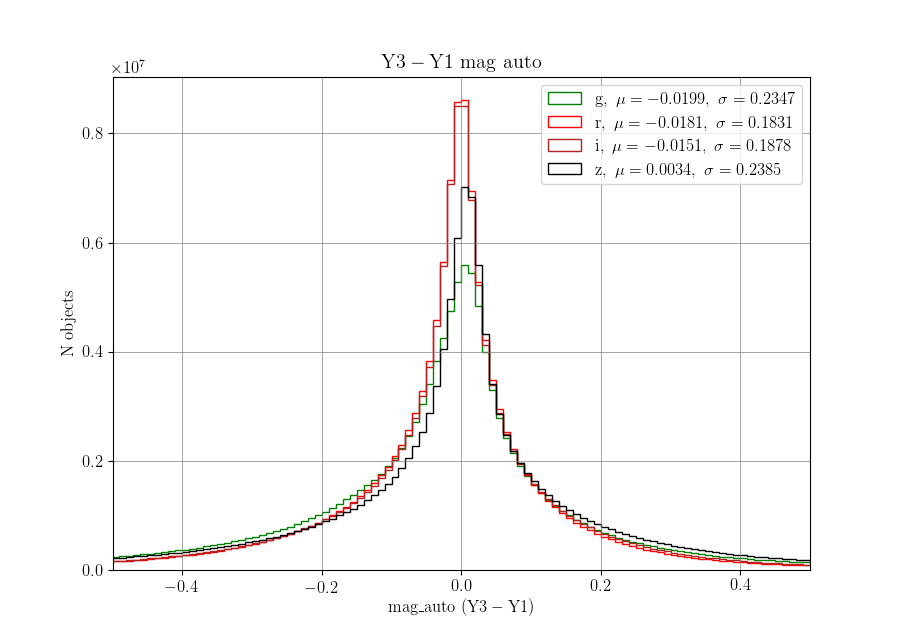 Y3 − Y1 mag auto
×10⁷
g, μ = −0.0199, σ = 0.2347
r, μ = −0.0181, σ = 0.1831
i, μ = −0.0151, σ = 0.1878
z, μ = 0.0034, σ = 0.2385
0.8
0.6
0.4
0.2
0.0
N objects
−0.4 −0.2 0.0 0.2 0.4
mag_auto (Y3 − Y1)